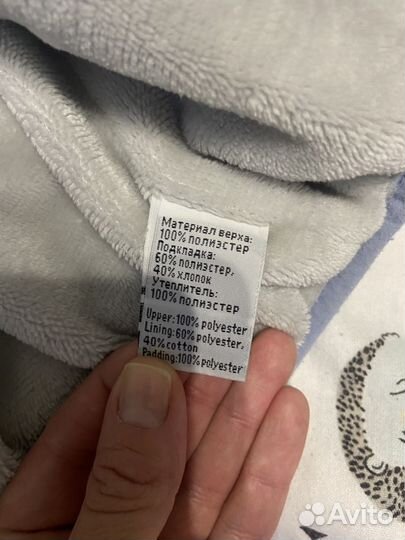 Материал верха:
100% полиэстер
Подкладка:
60% полиэстер,
40% хлопок
Утеплитель:
100% полиэстер
Upper:100% polyester
Lining:60% polyester,
40%cotton
Padding:100%polyester
Avito